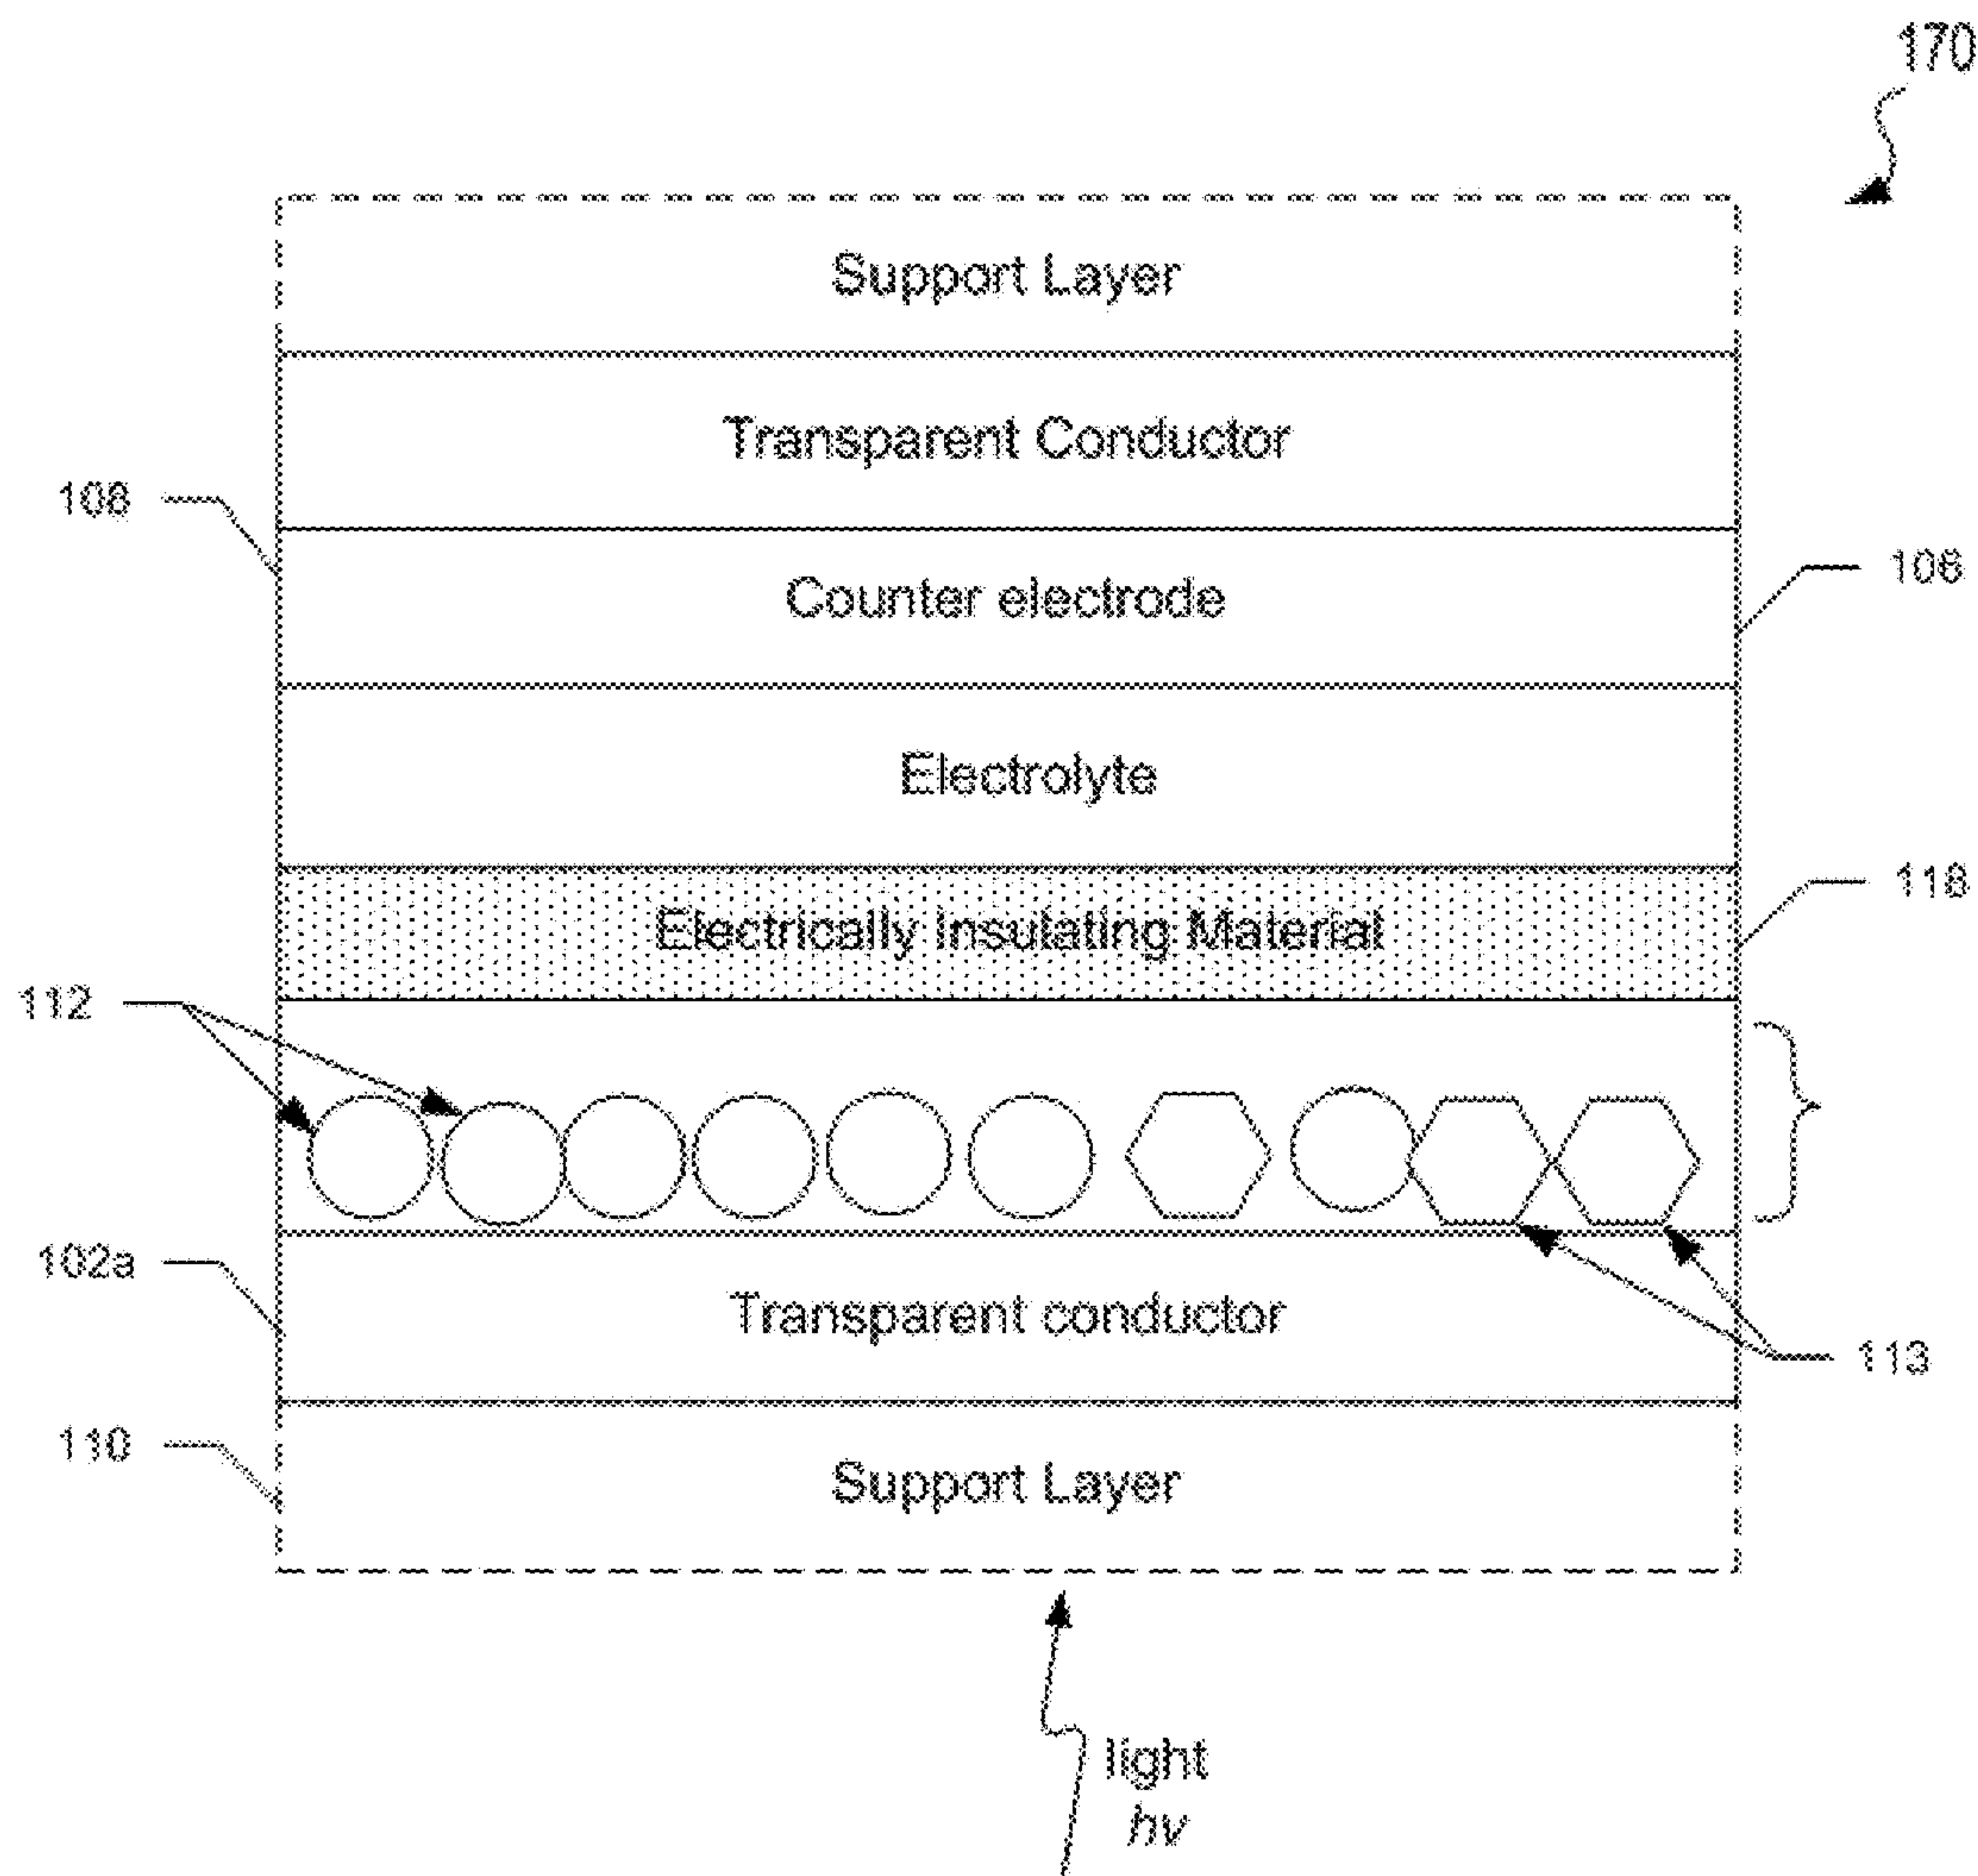 170
Support Layer
Transparent Conductor
108
Counter electrode
106
Electrolyte
118
Electrically Insulating Material
112
102a
Transparent conductor
113
110
Support Layer
light
hv